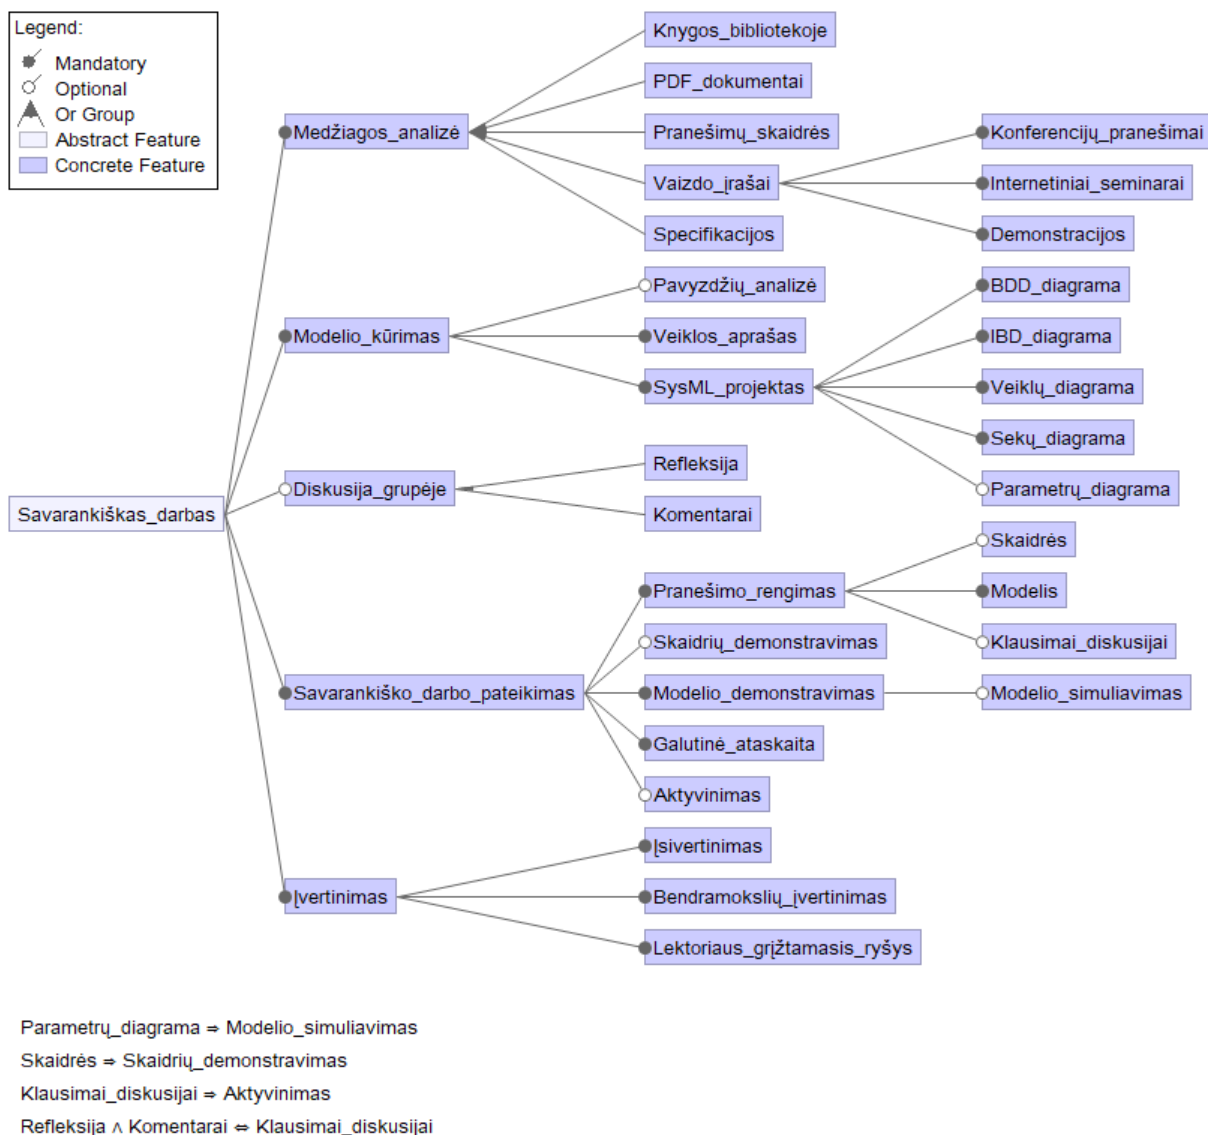 Legend:
Mandatory
Optional
Or Group
Abstract Feature
Concrete Feature
Savarankiškas_darbas
Medžiagos_analizė
Knygos_bibliotekoje
PDF_dokumentai
Pranešimų_skaidrės
Vaizdo_įrašai
Konferencijų_pranešimai
Internetiniai_seminarai
Demonstracijos
Specifikacijos
Modelio_kūrimas
Pavyzdžių_analizė
Veiklos_aprašas
SysML_projektas
BDD_diagrama
IBD_diagrama
Veiklų_diagrama
Sekų_diagrama
Parametrų_diagrama
Diskusija_grupėje
Refleksija
Komentarai
Savarankiško_darbo_pateikimas
Pranešimo_rengimas
Skaidrės
Modelis
Klausimai_diskusijai
Skaidrių_demonstravimas
Modelio_demonstravimas
Modelio_simuliavimas
Galutinė_ataskaita
Aktyvinimas
Įvertinimas
Įsivertinimas
Bendramokslių_įvertinimas
Lektoriaus_grįžtamasis_ryšys
Parametrų_diagrama ⇒ Modelio_simuliavimas
Skaidrės ⇒ Skaidrių_demonstravimas
Klausimai_diskusijai ⇒ Aktyvinimas
Refleksija ∧ Komentarai ⇔ Klausimai_diskusijai